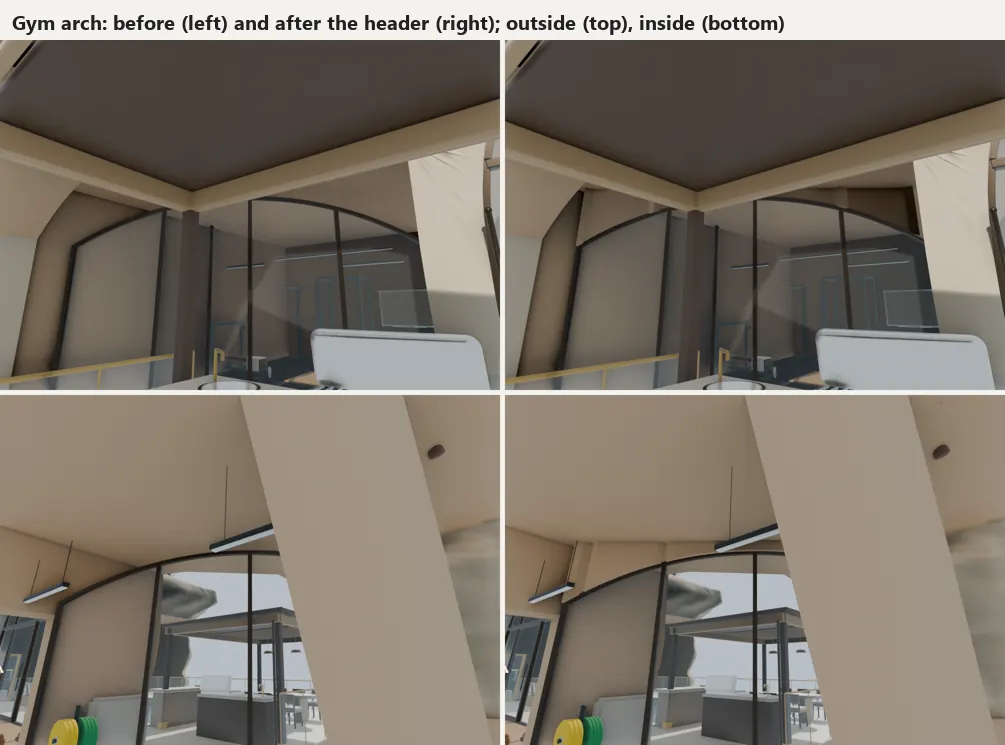 Gym arch: before (left) and after the header (right); outside (top), inside (bottom)